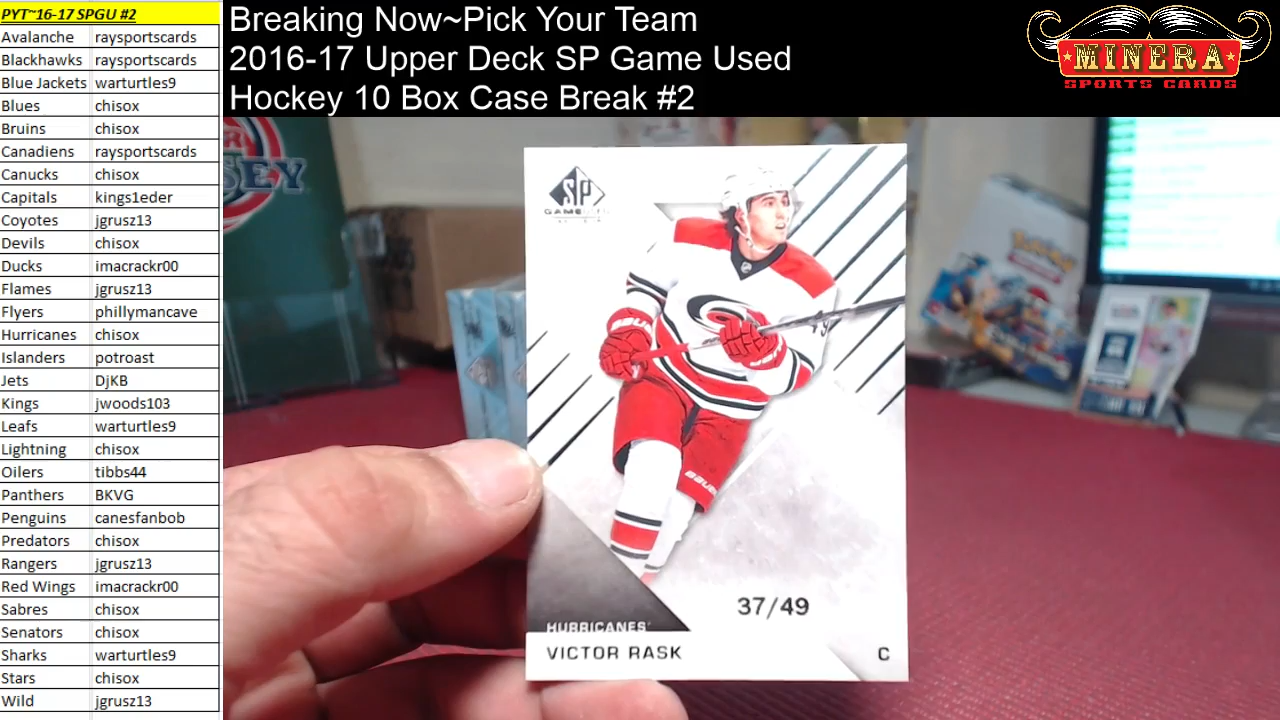 PYT~16-17 SPGU #2
Avalanche raysportscards
Blackhawks raysportscards
Blue Jackets warturtles9
Blues chisox
Bruins chisox
Canadiens raysportscards
Canucks chisox
Capitals kings1eder
Coyotes jgrusz13
Devils chisox
Ducks imacrackr00
Flames jgrusz13
Flyers phillymancave
Hurricanes chisox
Islanders potroast
Jets DjKB
Kings jwoods103
Leafs warturtles9
Lightning chisox
Oilers tibbs44
Panthers BKVG
Penguins canesfanbob
Predators chisox
Rangers jgrusz13
Red Wings imacrackr00
Sabres chisox
Senators chisox
Sharks warturtles9
Stars chisox
Wild jgrusz13
Breaking Now~Pick Your Team
2016-17 Upper Deck SP Game Used
Hockey 10 Box Case Break #2
MINERA
SPORTS CARDS
SP
37/49
HURRICANES
VICTOR RASK C